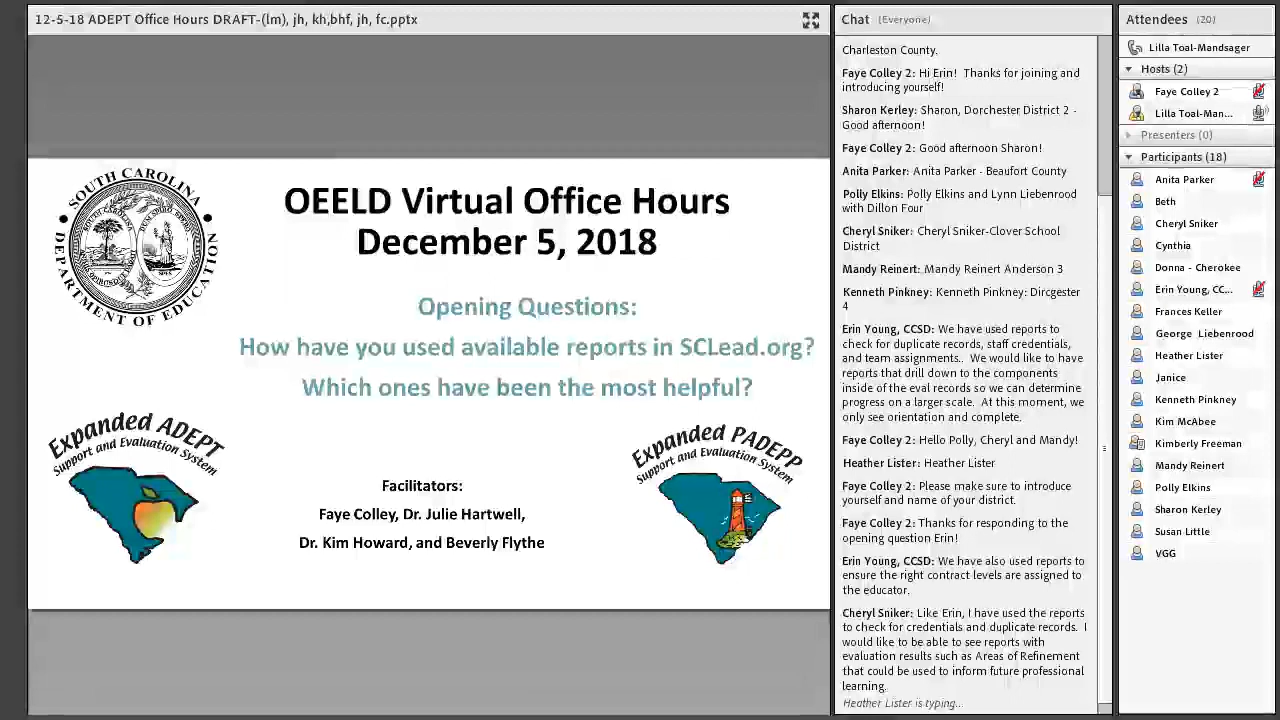 12-5-18 ADEPT Office Hours DRAFT-(lm), jh, kh,bhf, jh, fc.pptx
SOUTH CAROLINA
DEPARTMENT OF EDUCATION
OEELD Virtual Office Hours
December 5, 2018
Opening Questions:
How have you used available reports in SCLead.org?
Which ones have been the most helpful?
Expanded ADEPT
Support and Evaluation System
Expanded PADEPP
Support and Evaluation System
Facilitators:
Faye Colley, Dr. Julie Hartwell,
Dr. Kim Howard, and Beverly Flythe
Chat (Everyone)
Charleston County.
Faye Colley 2: Hi Erin! Thanks for joining and
introducing yourself!
Sharon Kerley: Sharon, Dorchester District 2 -
Good afternoon!
Faye Colley 2: Good afternoon Sharon!
Anita Parker: Anita Parker - Beaufort County
Polly Elkins: Polly Elkins and Lynn Liebenrood
with Dillon Four
Cheryl Sniker: Cheryl Sniker-Clover School
District
Mandy Reinert: Mandy Reinert Anderson 3
Kenneth Pinkney: Kenneth Pinkney: Dircgester
4
Erin Young, CCSD: We have used reports to
check for duplicate records, staff credentials,
and team assignments.. We would like to have
reports that drill down to the components
inside of the eval records so we can determine
progress on a larger scale. At this moment, we
only see orientation and complete.
Faye Colley 2: Hello Polly, Cheryl and Mandy!
Heather Lister: Heather Lister
Faye Colley 2: Please make sure to introduce
yourself and name of your district.
Faye Colley 2: Thanks for responding to the
opening question Erin!
Erin Young, CCSD: We have also used reports to
ensure the right contract levels are assigned to
the educator.
Cheryl Sniker: Like Erin, I have used the reports
to check for credentials and duplicate records. I
would like to be able to see reports with
evaluation results such as Areas of Refinement
that could be used to inform future professional
learning.
Heather Lister is typing...
Attendees (20)
Lilla Toal-Mandsager
Hosts (2)
Faye Colley 2
Lilla Toal-Man...
Presenters (0)
Participants (18)
Anita Parker
Beth
Cheryl Sniker
Cynthia
Donna - Cherokee
Erin Young, CC...
Frances Keller
George Liebenrood
Heather Lister
Janice
Kenneth Pinkney
Kim McAbee
Kimberly Freeman
Mandy Reinert
Polly Elkins
Sharon Kerley
Susan Little
VGG